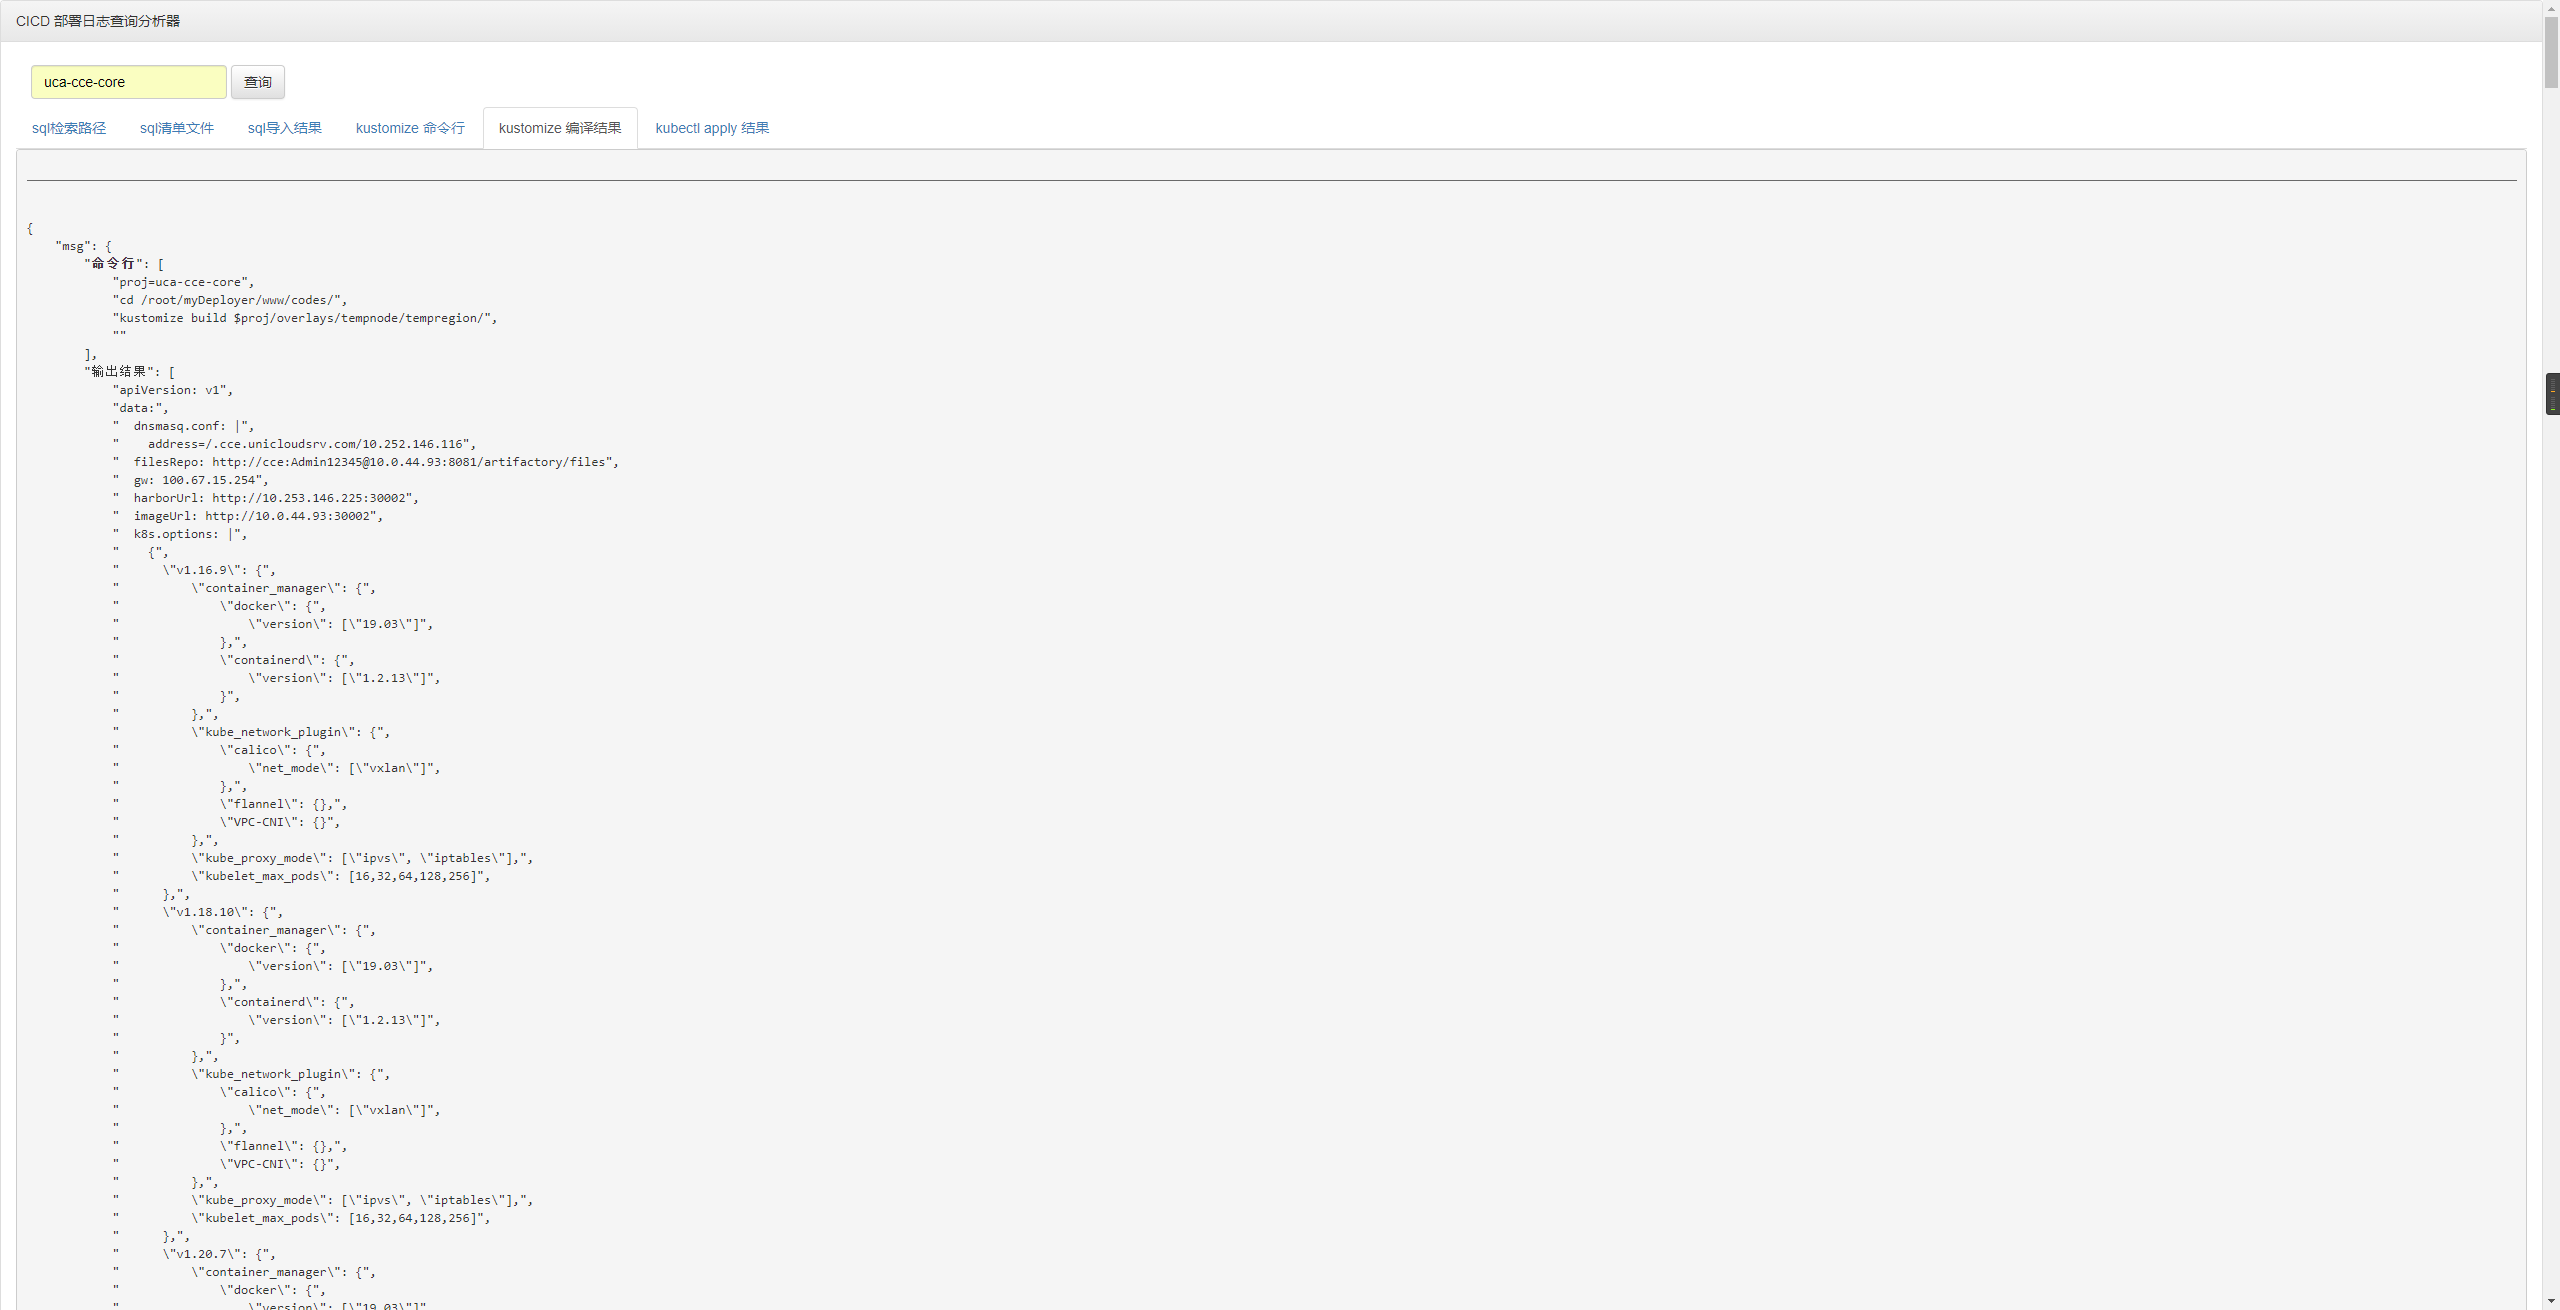 CICD 部署日志查询分析器
uca-cce-core 查询
sql检索路径 sql清单文件 sql导入结果 kustomize 命令行 kustomize 编译结果 kubectl apply 结果
{
    "msg": {
        "命令行": [
            "proj=uca-cce-core",
            "cd /root/myDeployer/www/codes/",
            "kustomize build $proj/overlays/tempnode/tempregion/",
            ""
        ],
        "输出结果": [
            "apiVersion: v1",
            "data:",
            "  dnsmasq.conf: |",
            "    address=/.cce.unicloudsrv.com/10.252.146.116",
            "  filesRepo: http://cce:Admin12345@10.0.44.93:8081/artifactory/files",
            "  gw: 100.67.15.254",
            "  harborUrl: http://10.253.146.225:30002",
            "  imageUrl: http://10.0.44.93:30002",
            "  k8s.options: |",
            "    {",
            "      \"v1.16.9\": {",
            "          \"container_manager\": {",
            "              \"docker\": {",
            "                  \"version\": [\"19.03\"]",
            "              },",
            "              \"containerd\": {",
            "                  \"version\": [\"1.2.13\"]",
            "              }",
            "          },",
            "          \"kube_network_plugin\": {",
            "              \"calico\": {",
            "                  \"net_mode\": [\"vxlan\"]",
            "              },",
            "              \"flannel\": {},",
            "              \"VPC-CNI\": {}",
            "          },",
            "          \"kube_proxy_mode\": [\"ipvs\", \"iptables\"],",
            "          \"kubelet_max_pods\": [16,32,64,128,256]",
            "      },",
            "      \"v1.18.10\": {",
            "          \"container_manager\": {",
            "              \"docker\": {",
            "                  \"version\": [\"19.03\"]",
            "              },",
            "              \"containerd\": {",
            "                  \"version\": [\"1.2.13\"]",
            "              }",
            "          },",
            "          \"kube_network_plugin\": {",
            "              \"calico\": {",
            "                  \"net_mode\": [\"vxlan\"]",
            "              },",
            "              \"flannel\": {},",
            "              \"VPC-CNI\": {}",
            "          },",
            "          \"kube_proxy_mode\": [\"ipvs\", \"iptables\"],",
            "          \"kubelet_max_pods\": [16,32,64,128,256]",
            "      },",
            "      \"v1.20.7\": {",
            "          \"container_manager\": {",
            "              \"docker\": {",
            "                  \"version\": [\"19.03\"]"